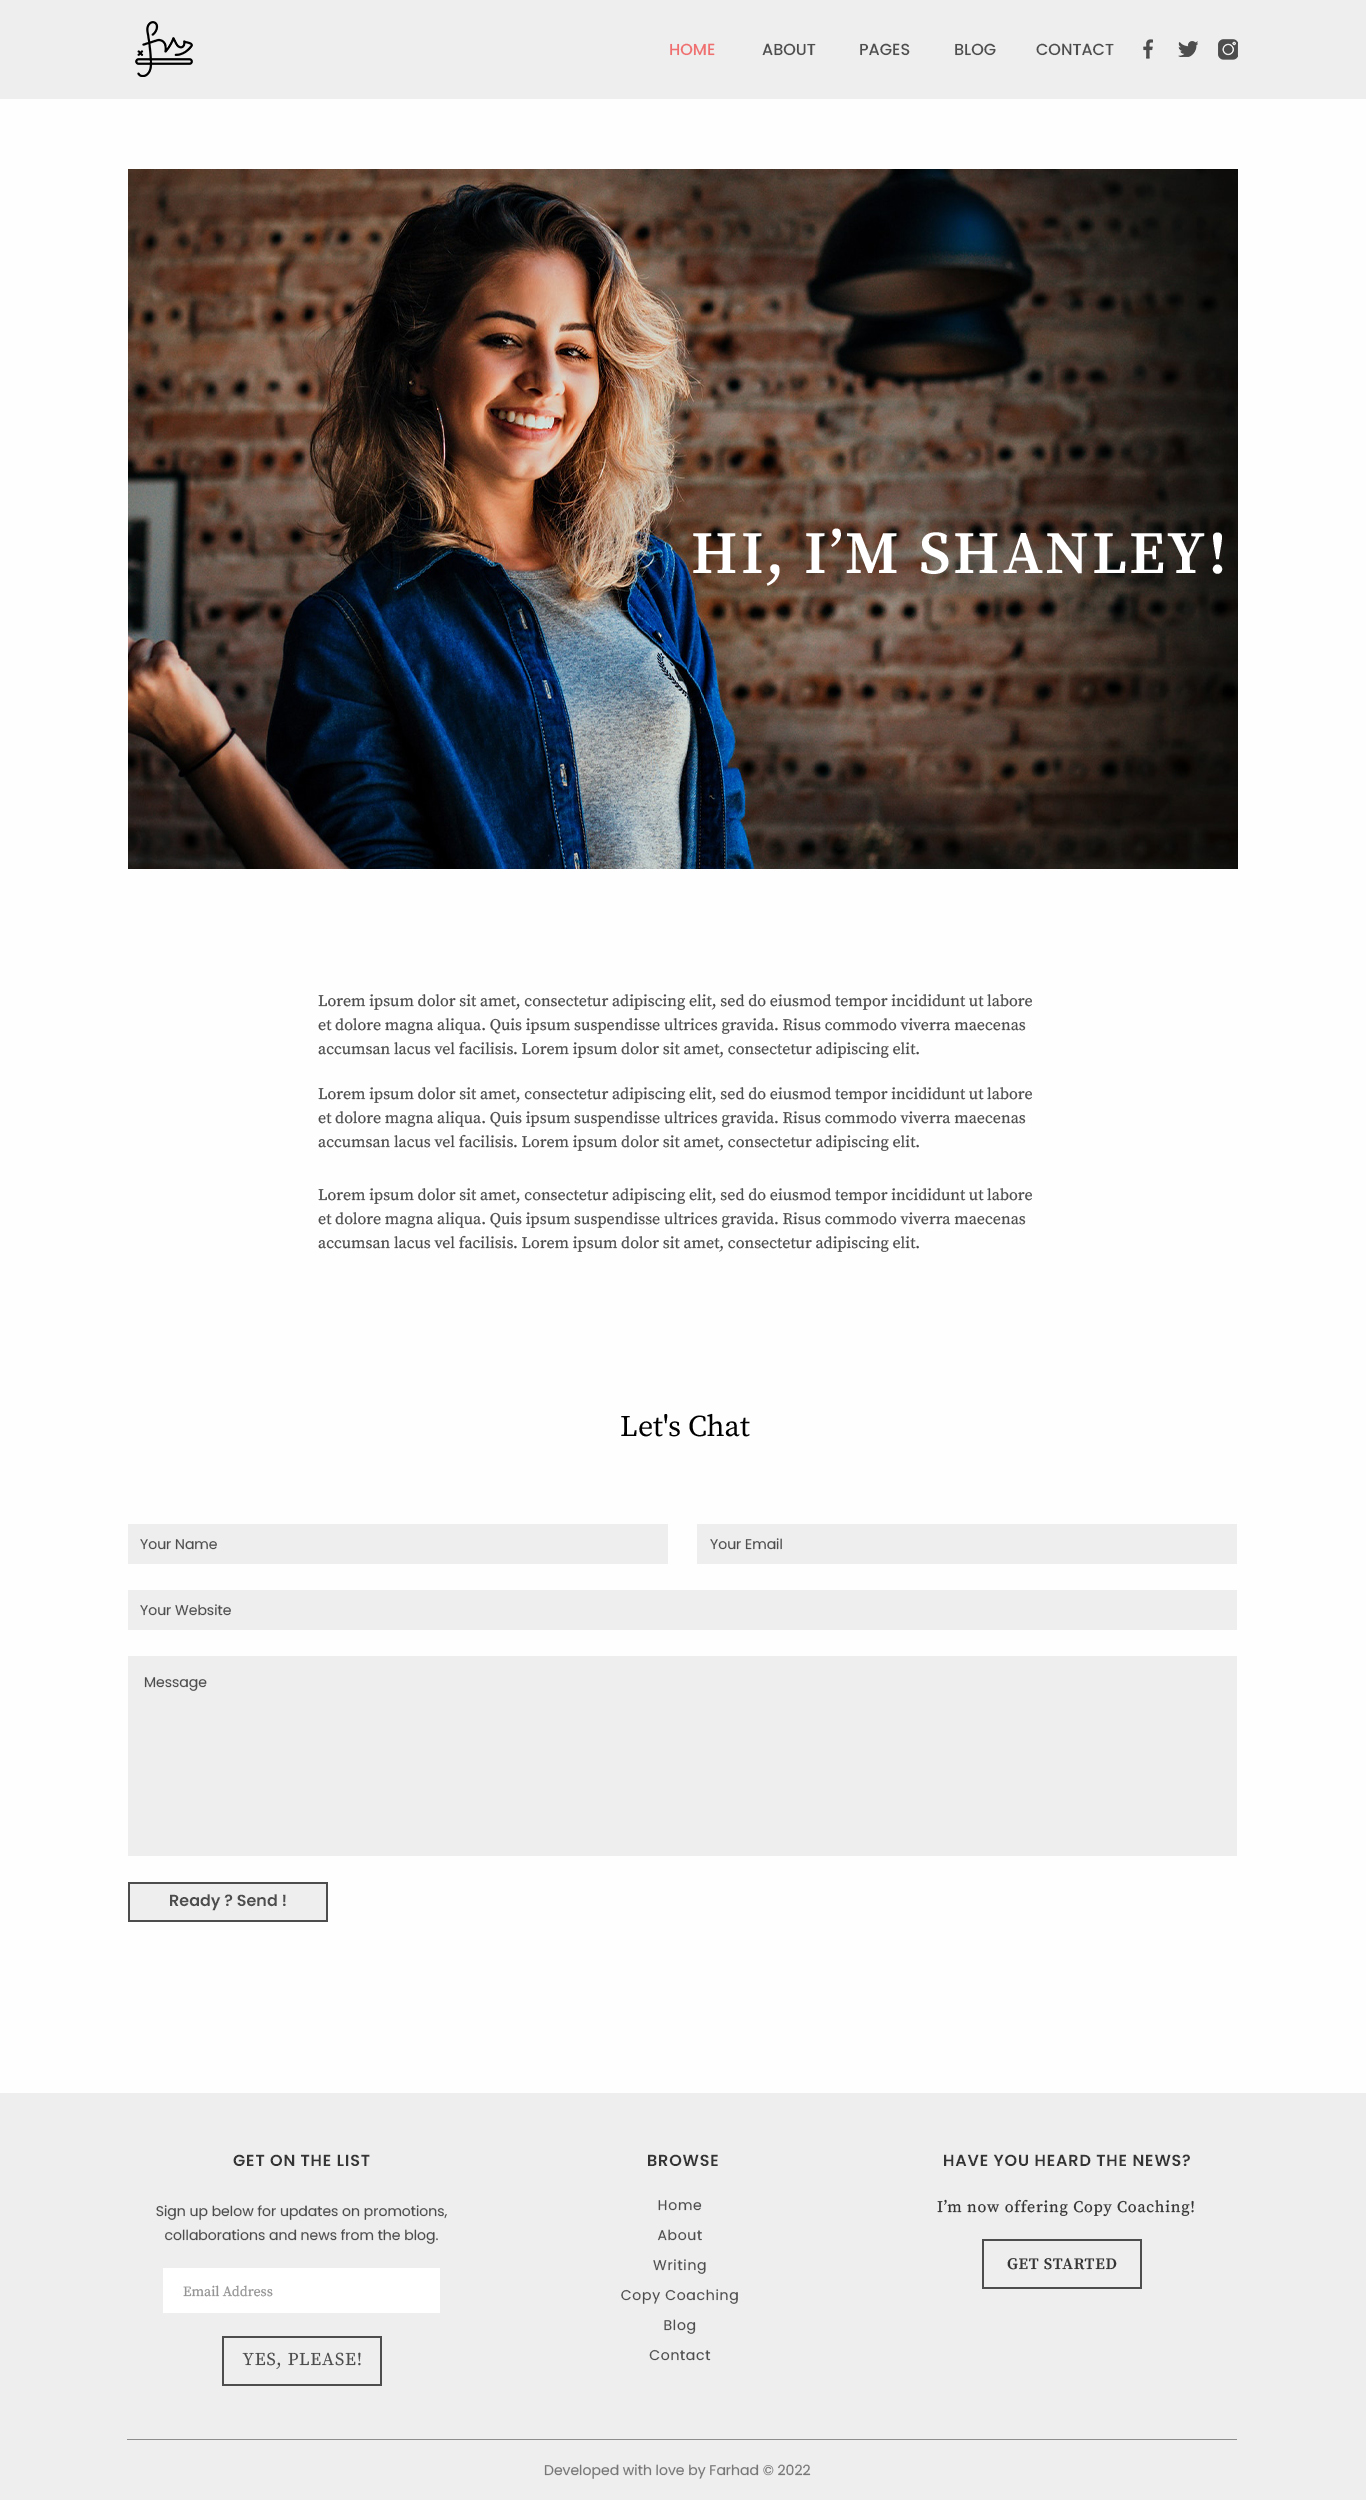 HOME ABOUT PAGES BLOG CONTACT
HI, I’M SHANLEY!
Lorem ipsum dolor sit amet, consectetur adipiscing elit, sed do eiusmod tempor incididunt ut labore
et dolore magna aliqua. Quis ipsum suspendisse ultrices gravida. Risus commodo viverra maecenas
accumsan lacus vel facilisis. Lorem ipsum dolor sit amet, consectetur adipiscing elit.
Lorem ipsum dolor sit amet, consectetur adipiscing elit, sed do eiusmod tempor incididunt ut labore
et dolore magna aliqua. Quis ipsum suspendisse ultrices gravida. Risus commodo viverra maecenas
accumsan lacus vel facilisis. Lorem ipsum dolor sit amet, consectetur adipiscing elit.
Lorem ipsum dolor sit amet, consectetur adipiscing elit, sed do eiusmod tempor incididunt ut labore
et dolore magna aliqua. Quis ipsum suspendisse ultrices gravida. Risus commodo viverra maecenas
accumsan lacus vel facilisis. Lorem ipsum dolor sit amet, consectetur adipiscing elit.
Let's Chat
Your Name
Your Email
Your Website
Message
Ready ? Send !
GET ON THE LIST
Sign up below for updates on promotions,
collaborations and news from the blog.
Email Address
YES, PLEASE!
BROWSE
Home
About
Writing
Copy Coaching
Blog
Contact
HAVE YOU HEARD THE NEWS?
I’m now offering Copy Coaching!
GET STARTED
Developed with love by Farhad © 2022